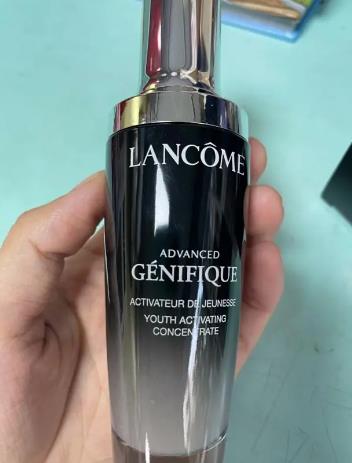 LANCÔME
ADVANCED
GÉNIFIQUE
ACTIVATEUR DE JEUNESSE
YOUTH ACTIVATING
CONCENTRATE